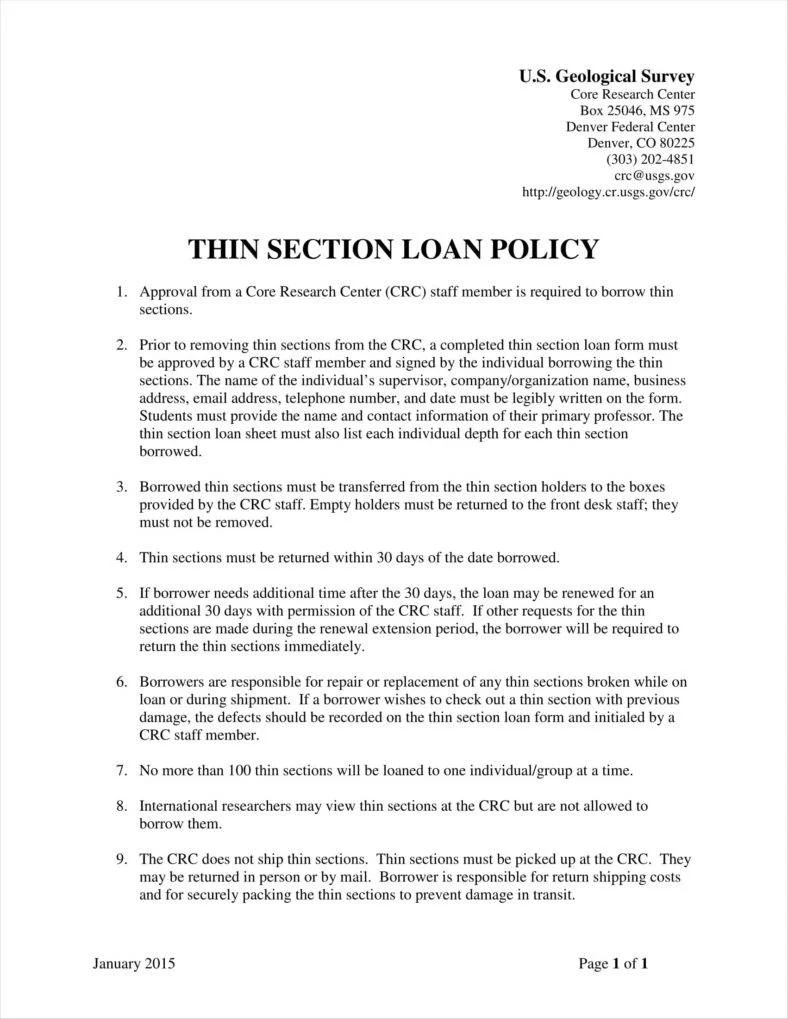 U.S. Geological Survey
Core Research Center
Box 25046, MS 975
Denver Federal Center
Denver, CO 80225
(303) 202-4851
crc@usgs.gov
http://geology.cr.usgs.gov/crc/
THIN SECTION LOAN POLICY
1. Approval from a Core Research Center (CRC) staff member is required to borrow thin
sections.
2. Prior to removing thin sections from the CRC, a completed thin section loan form must
be approved by a CRC staff member and signed by the individual borrowing the thin
sections. The name of the individual’s supervisor, company/organization name, business
address, email address, telephone number, and date must be legibly written on the form.
Students must provide the name and contact information of their primary professor. The
thin section loan sheet must also list each individual depth for each thin section
borrowed.
3. Borrowed thin sections must be transferred from the thin section holders to the boxes
provided by the CRC staff. Empty holders must be returned to the front desk staff; they
must not be removed.
4. Thin sections must be returned within 30 days of the date borrowed.
5. If borrower needs additional time after the 30 days, the loan may be renewed for an
additional 30 days with permission of the CRC staff. If other requests for the thin
sections are made during the renewal extension period, the borrower will be required to
return the thin sections immediately.
6. Borrowers are responsible for repair or replacement of any thin sections broken while on
loan or during shipment. If a borrower wishes to check out a thin section with previous
damage, the defects should be recorded on the thin section loan form and initialed by a
CRC staff member.
7. No more than 100 thin sections will be loaned to one individual/group at a time.
8. International researchers may view thin sections at the CRC but are not allowed to
borrow them.
9. The CRC does not ship thin sections. Thin sections must be picked up at the CRC. They
may be returned in person or by mail. Borrower is responsible for return shipping costs
and for securely packing the thin sections to prevent damage in transit.
January 2015 Page 1 of 1